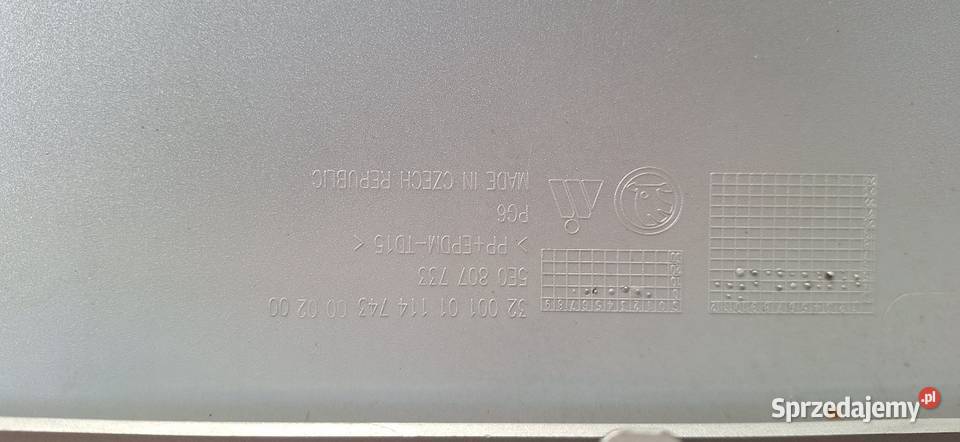 32 001 01 114 743 00 02 00
5E0 807 733
> PP+EPDM-TD15 <
PG6
MADE IN CZECH REPUBLIC
Sprzedajemy.pl